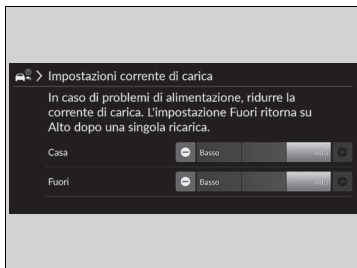 Impostazioni corrente di carica
In caso di problemi di alimentazione, ridurre la
corrente di carica. L'impostazione Fuori ritorna su
Alto dopo una singola ricarica.
Casa Basso Alto
Fuori Basso Alto